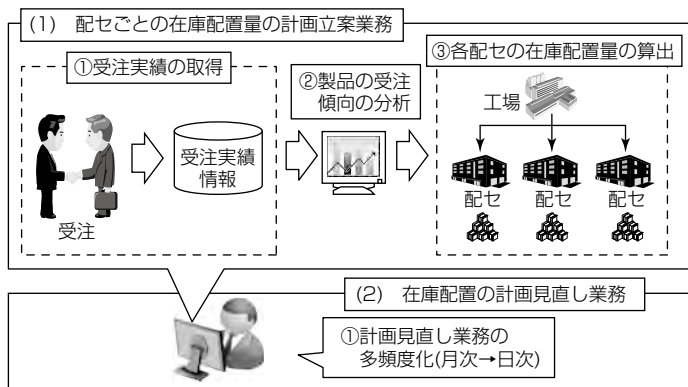 (1) 配セごとの在庫配置量の計画立案業務
①受注実績の取得
受注
受注実績
情報
②製品の受注
傾向の分析
③各配セの在庫配置量の算出
工場
配セ
配セ
配セ
(2) 在庫配置の計画見直し業務
①計画見直し業務の
多頻度化(月次→日次)